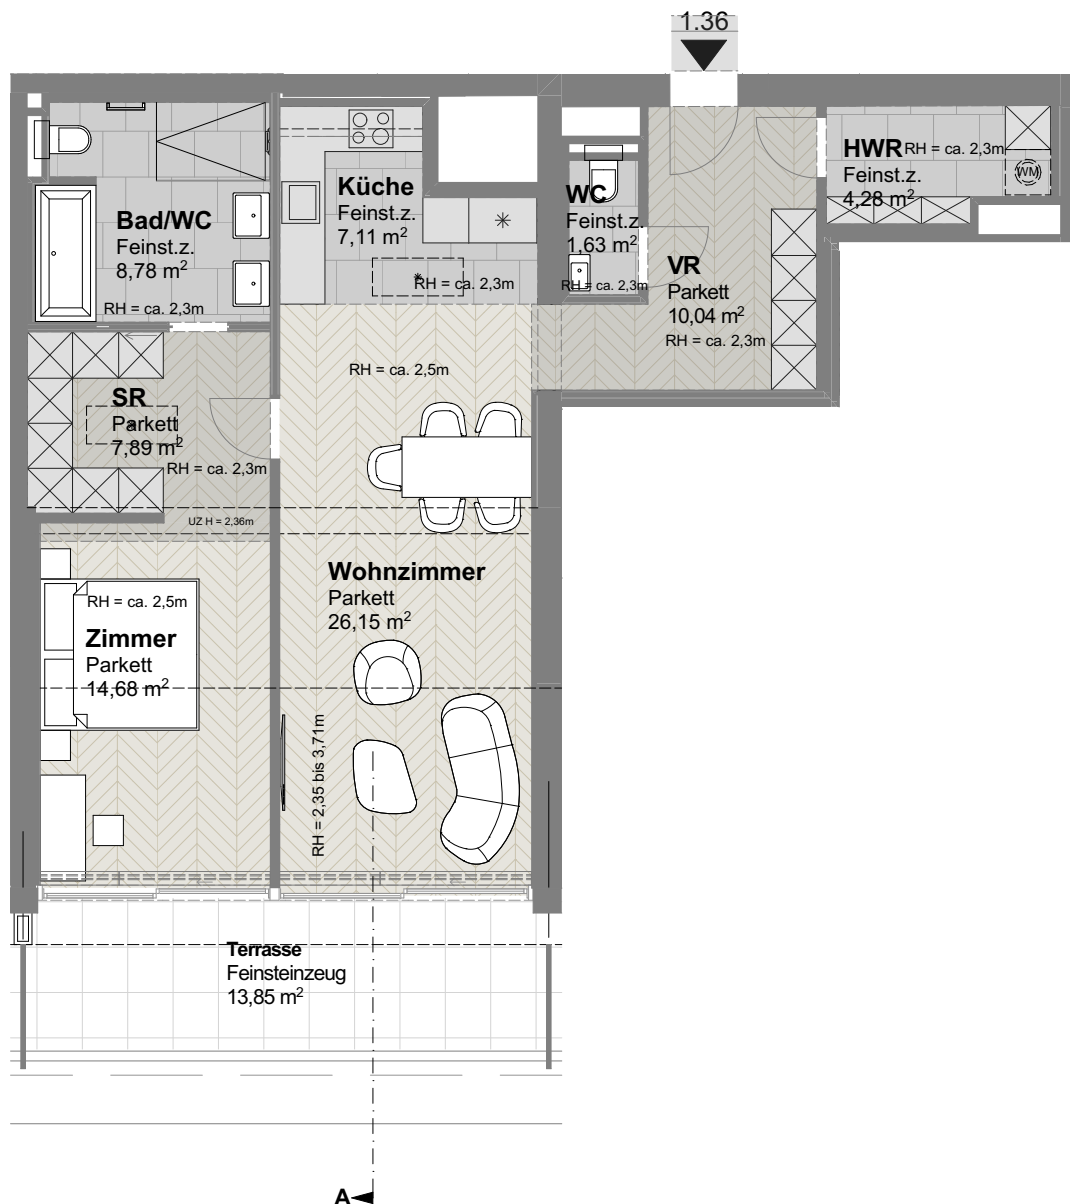 1.36
HWR
RH = ca. 2,3m
Feinst.z.
4,28 m²
WM
Küche
Feinst.z.
7,11 m²
RH = ca. 2,3m
WC
Feinst.z.
1,63 m²
RH = ca. 2,3m
Bad/WC
Feinst.z.
8,78 m²
RH = ca. 2,3m
VR
Parkett
10,04 m²
RH = ca. 2,3m
RH = ca. 2,5m
SR
Parkett
7,89 m²
RH = ca. 2,3m
UZ H = 2,36m
Wohnzimmer
Parkett
26,15 m²
RH = ca. 2,5m
Zimmer
Parkett
14,68 m²
RH = 2,35 bis 3,71m
Terrasse
Feinsteinzeug
13,85 m²
A